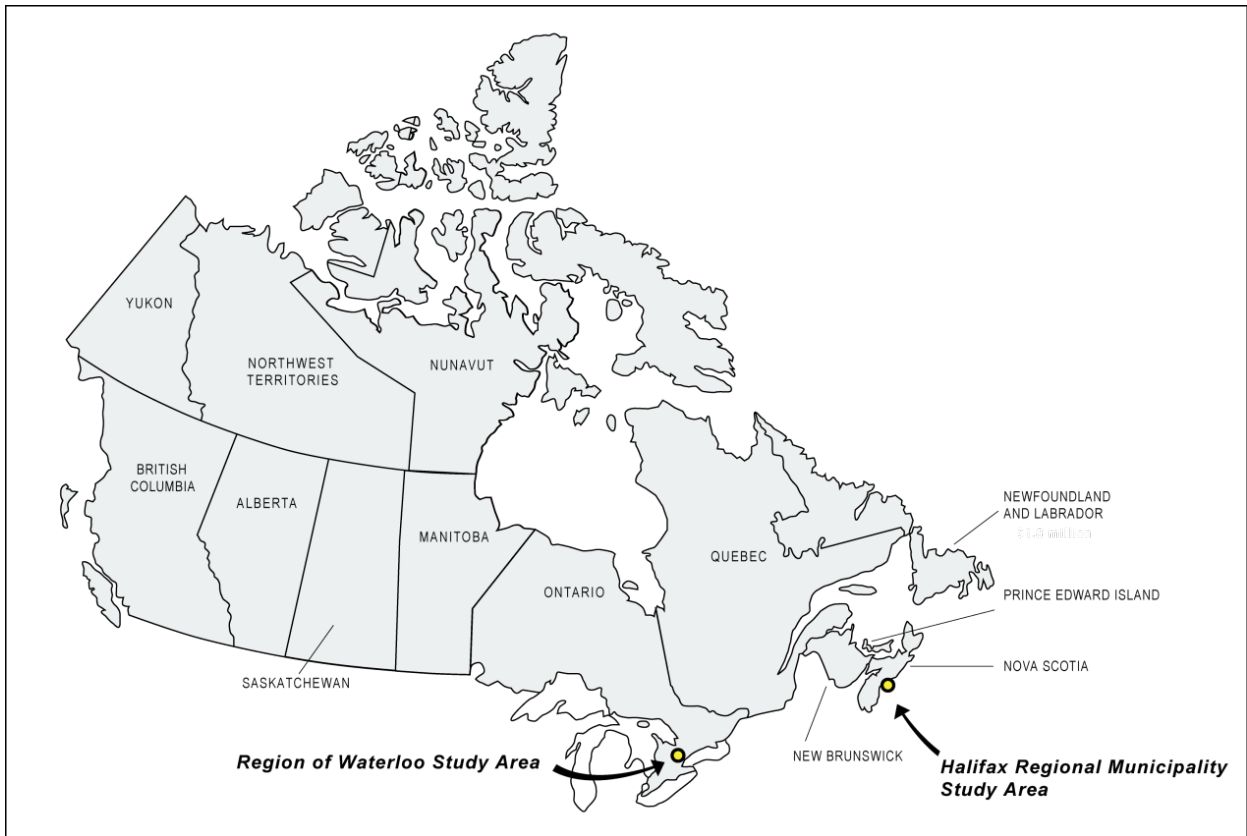 YUKON
NORTHWEST
TERRITORIES
NUNAVUT
BRITISH
COLUMBIA
ALBERTA
MANITOBA
SASKATCHEWAN
ONTARIO
QUEBEC
NEWFOUNDLAND
AND LABRADOR
PRINCE EDWARD ISLAND
NOVA SCOTIA
NEW BRUNSWICK
Region of Waterloo Study Area
Halifax Regional Municipality
Study Area